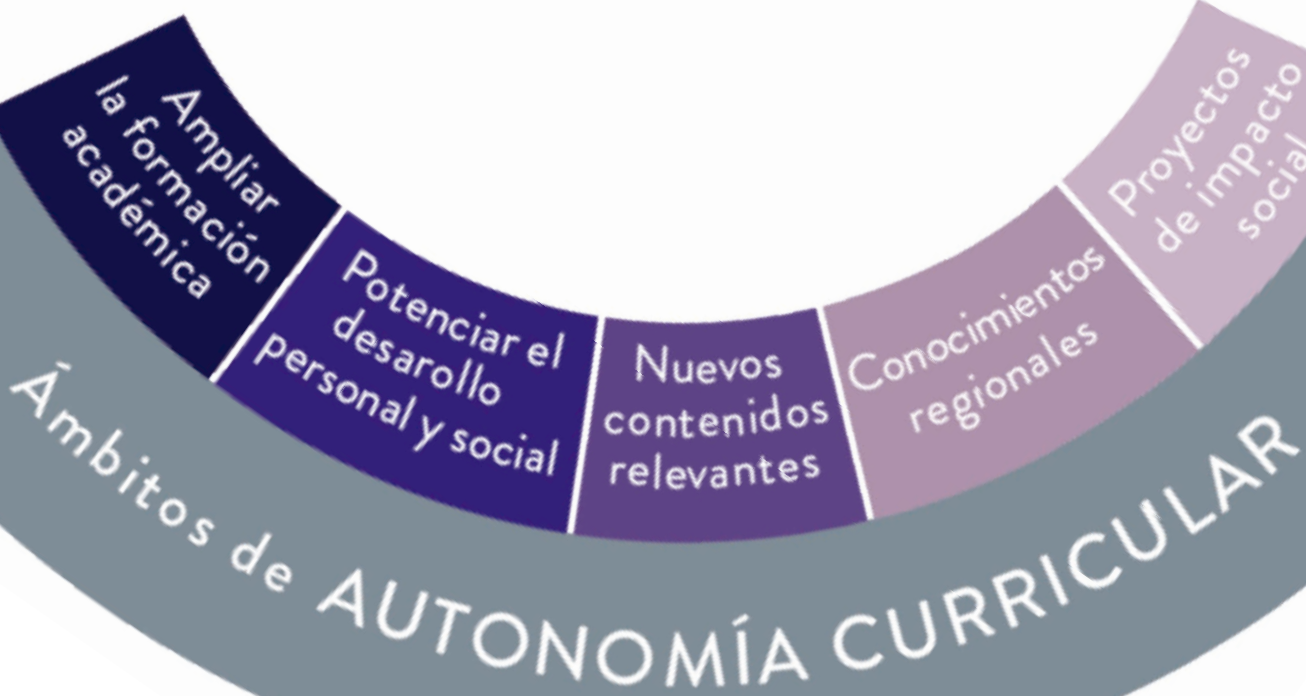 Ampliar
la formación
académica
Potenciar el
desarollo
personal y social
Nuevos
contenidos
relevantes
Conocimientos
regionales
Proyectos
de impacto
social
Ámbitos de AUTONOMÍA CURRICULAR